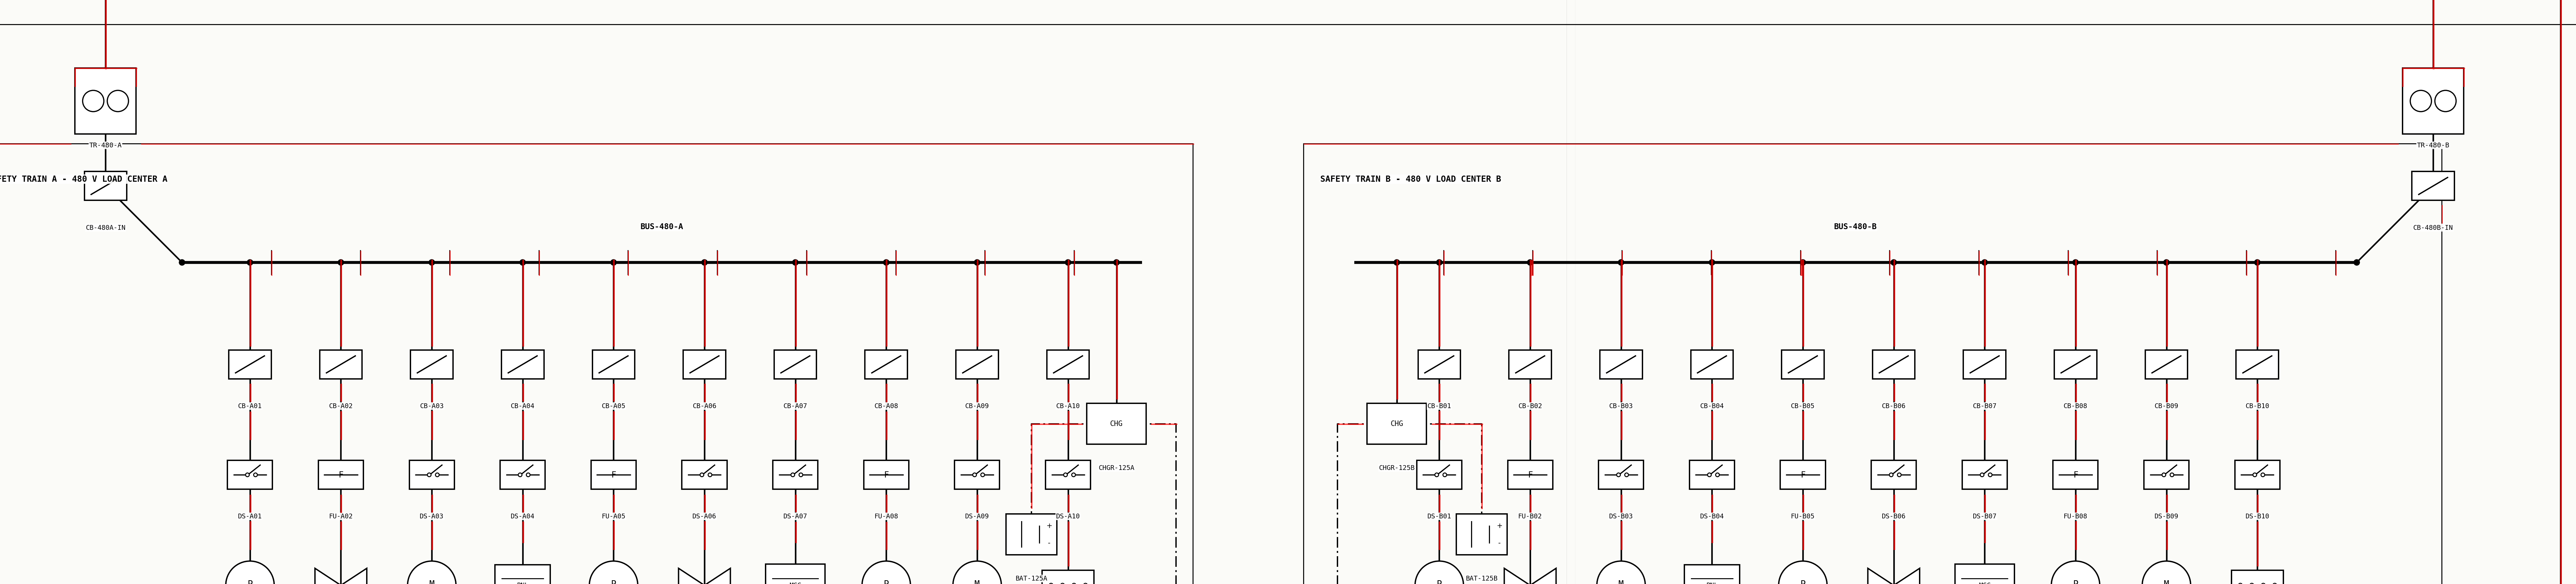 TR-480-A
TR-480-B
FETY TRAIN A - 480 V LOAD CENTER A
SAFETY TRAIN B - 480 V LOAD CENTER B
CB-480A-IN
BUS-480-A
BUS-480-B
CB-480B-IN
CB-A01 CB-A02 CB-A03 CB-A04 CB-A05 CB-A06 CB-A07 CB-A08 CB-A09 CB-A10
CB-B01 CB-B02 CB-B03 CB-B04 CB-B05 CB-B06 CB-B07 CB-B08 CB-B09 CB-B10
CHG
CHG
CHGR-125A
CHGR-125B
F F F
F F F
DS-A01 FU-A02 DS-A03 DS-A04 FU-A05 DS-A06 DS-A07 FU-A08 DS-A09 DS-A10
DS-B01 FU-B02 DS-B03 DS-B04 FU-B05 DS-B06 DS-B07 FU-B08 DS-B09 DS-B10
+
-
+
-
BAT-125A
BAT-125B
M M
M M